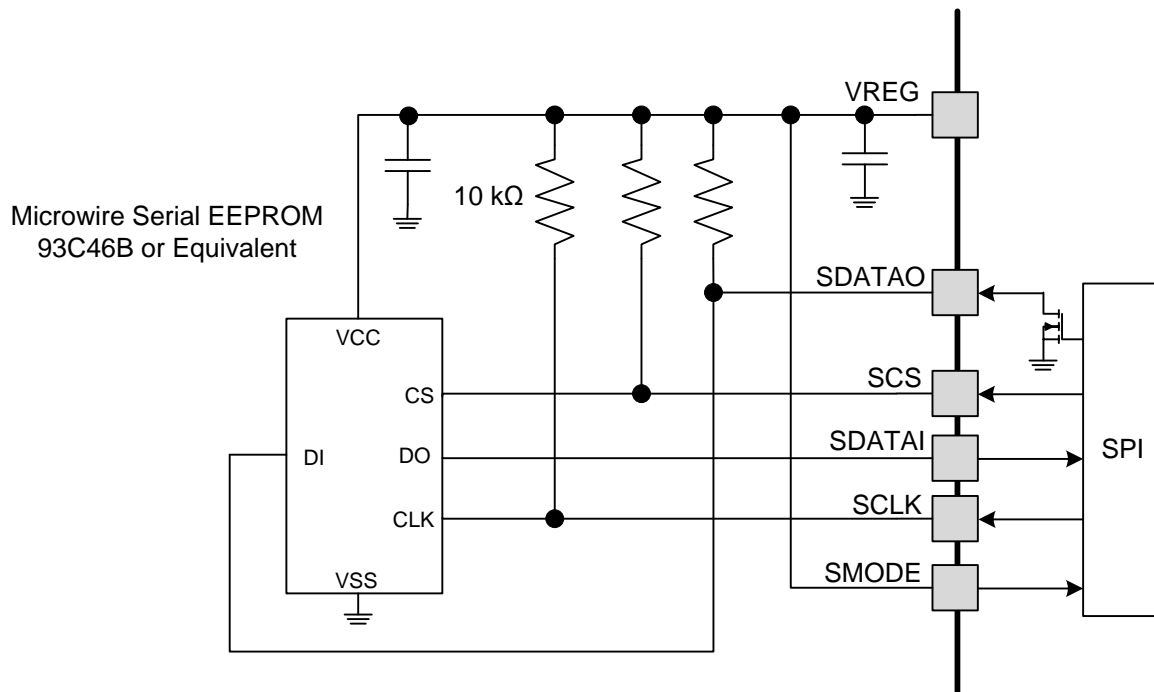 VREG
10 kΩ
Microwire Serial EEPROM
93C46B or Equivalent
SDATAO
VCC
SCS
CS
SDATAI
SPI
DI
DO
SCLK
CLK
SMODE
VSS